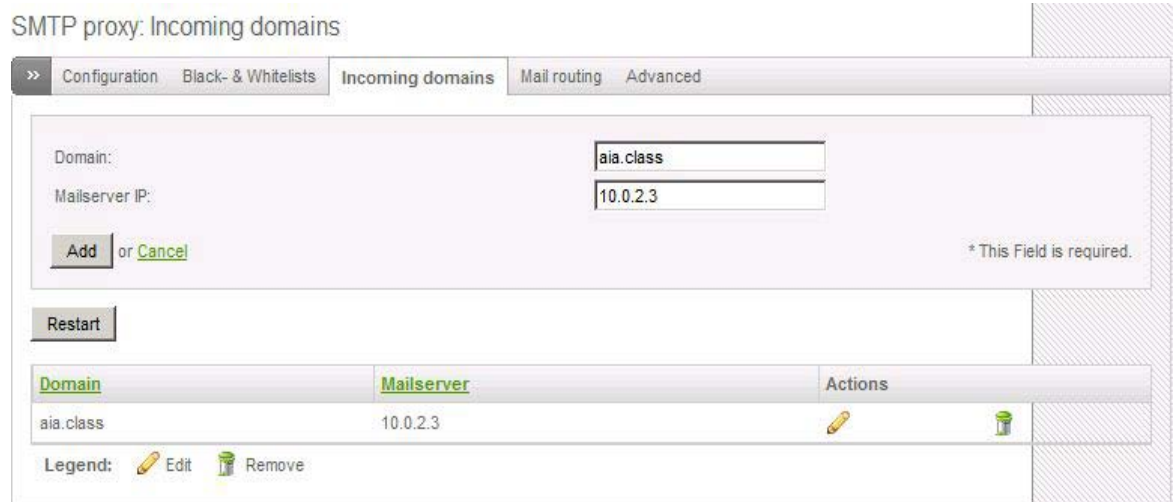 SMTP proxy: Incoming domains
» Configuration Black- & Whitelists Incoming domains Mail routing Advanced
Domain: aia.class
Mailserver IP: 10.0.2.3
Add or Cancel * This Field is required.
Restart
Domain Mailserver Actions
aia.class 10.0.2.3
Legend: Edit Remove